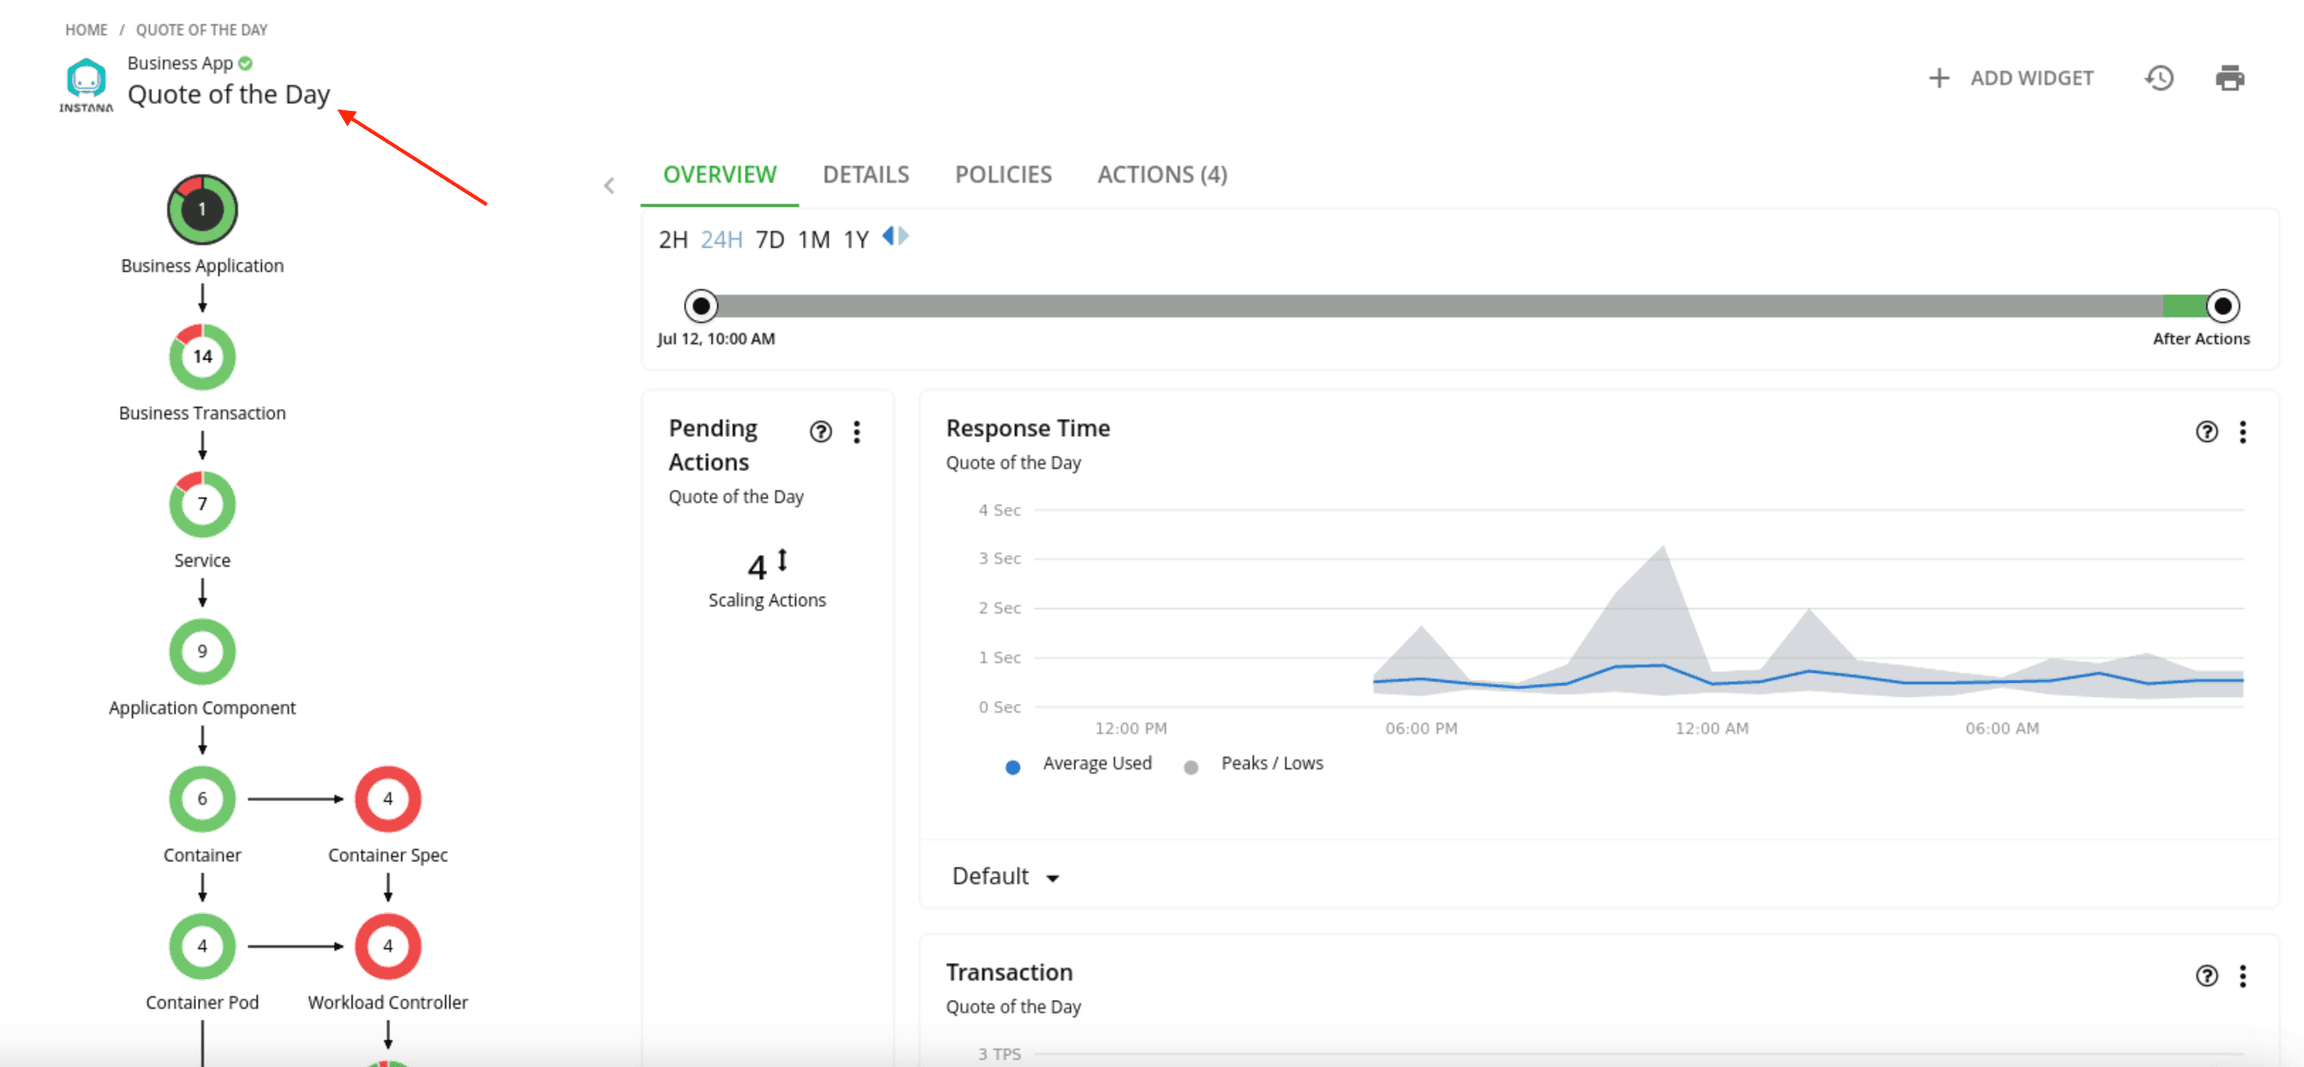 HOME / QUOTE OF THE DAY
Business App
Quote of the Day
INSTANA
+ ADD WIDGET
1
Business Application
14
Business Transaction
7
Service
9
Application Component
6
4
Container
Container Spec
4
4
Container Pod
Workload Controller
OVERVIEW
DETAILS
POLICIES
ACTIONS (4)
2H 24H 7D 1M 1Y
Jul 12, 10:00 AM
After Actions
Pending
Actions
Quote of the Day
4
Scaling Actions
Response Time
Quote of the Day
4 Sec
3 Sec
2 Sec
1 Sec
0 Sec
12:00 PM
06:00 PM
12:00 AM
06:00 AM
Average Used
Peaks / Lows
Default
Transaction
Quote of the Day
3 TPS